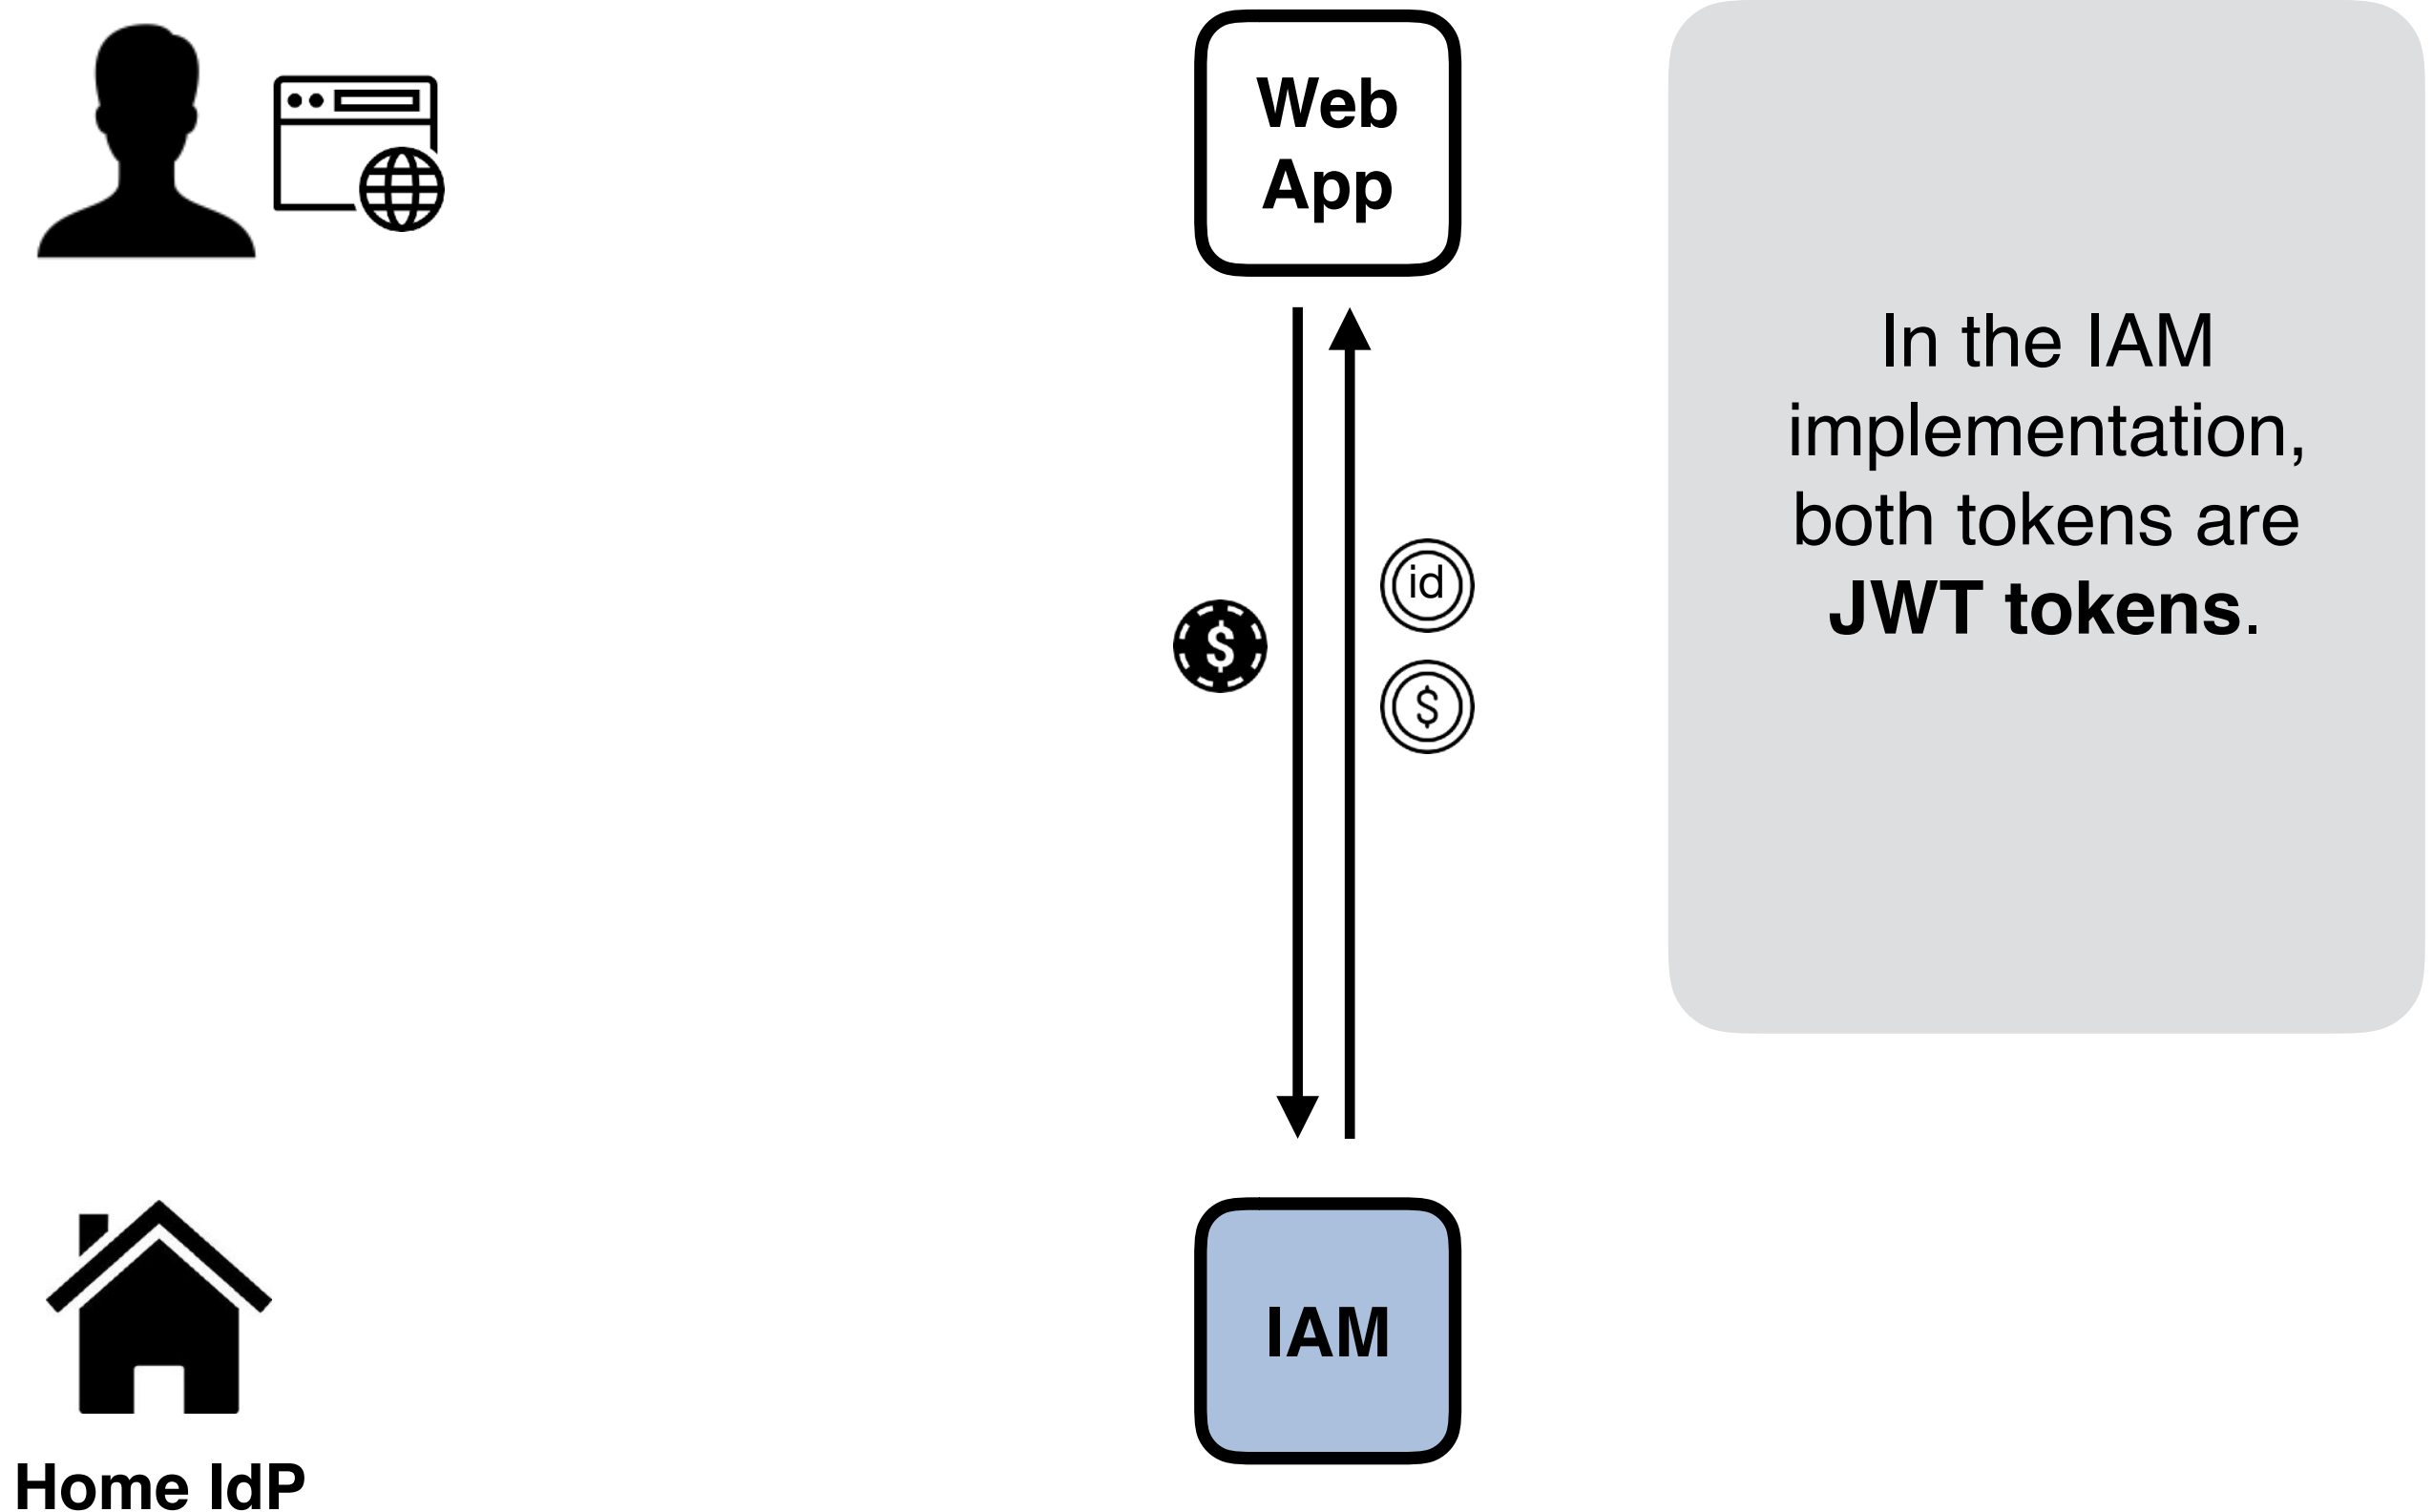 Web
App
In the IAM
implementation,
both tokens are
JWT tokens.
id
$
$
IAM
Home IdP